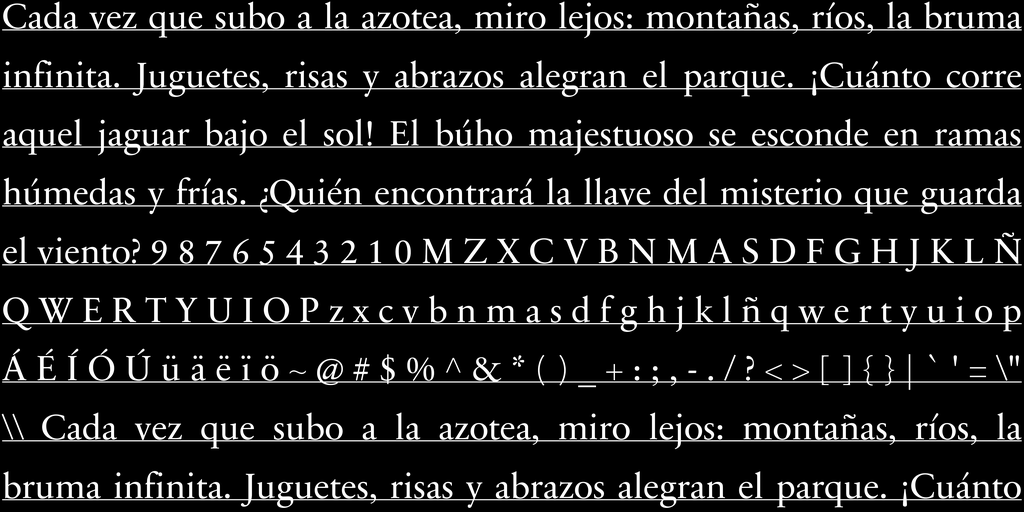 Cada vez que subo a la azotea, miro lejos: montañas, ríos, la bruma
infinita. Juguetes, risas y abrazos alegran el parque. ¡Cuánto corre
aquel jaguar bajo el sol! El búho majestuoso se esconde en ramas
húmedas y frías. ¿Quién encontrará la llave del misterio que guarda
el viento? 9 8 7 6 5 4 3 2 1 0 M Z X C V B N M A S D F G H J K L Ñ
Q W E R T Y U I O P z x c v b n m a s d f g h j k l ñ q w e r t y u i o p
Á É Í Ó Ú ü ä ë ï ö ~ @ # $ % ^ & * ( ) _ + : ; , - . / ? < > [ ] { } | ` ' = \"
\\ Cada vez que subo a la azotea, miro lejos: montañas, ríos, la
bruma infinita. Juguetes, risas y abrazos alegran el parque. ¡Cuánto